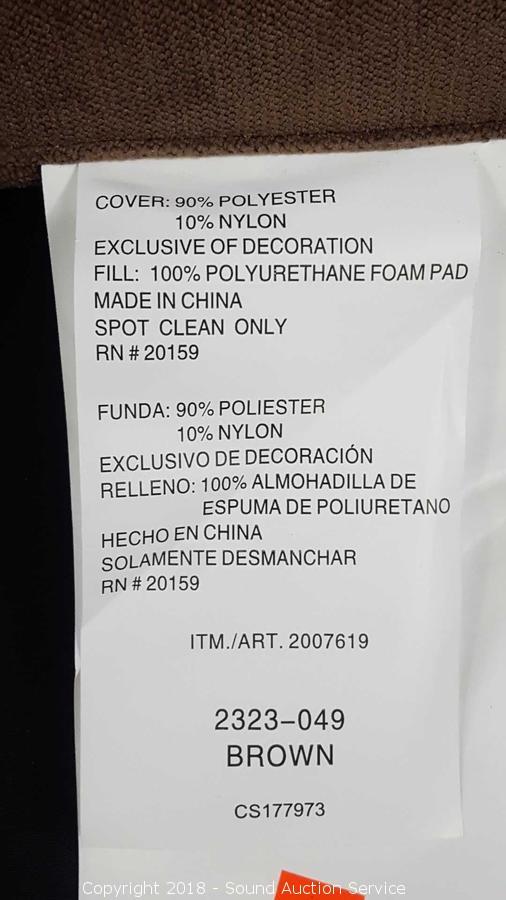 COVER: 90% POLYESTER
10% NYLON
EXCLUSIVE OF DECORATION
FILL: 100% POLYURETHANE FOAM PAD
MADE IN CHINA
SPOT CLEAN ONLY
RN # 20159
FUNDA: 90% POLIESTER
10% NYLON
EXCLUSIVO DE DECORACIÓN
RELLENO: 100% ALMOHADILLA DE
ESPUMA DE POLIURETANO
HECHO EN CHINA
SOLAMENTE DESMANCHAR
RN # 20159
ITM./ART. 2007619
2323-049
BROWN
CS177973
Copyright 2018 - Sound Auction Service